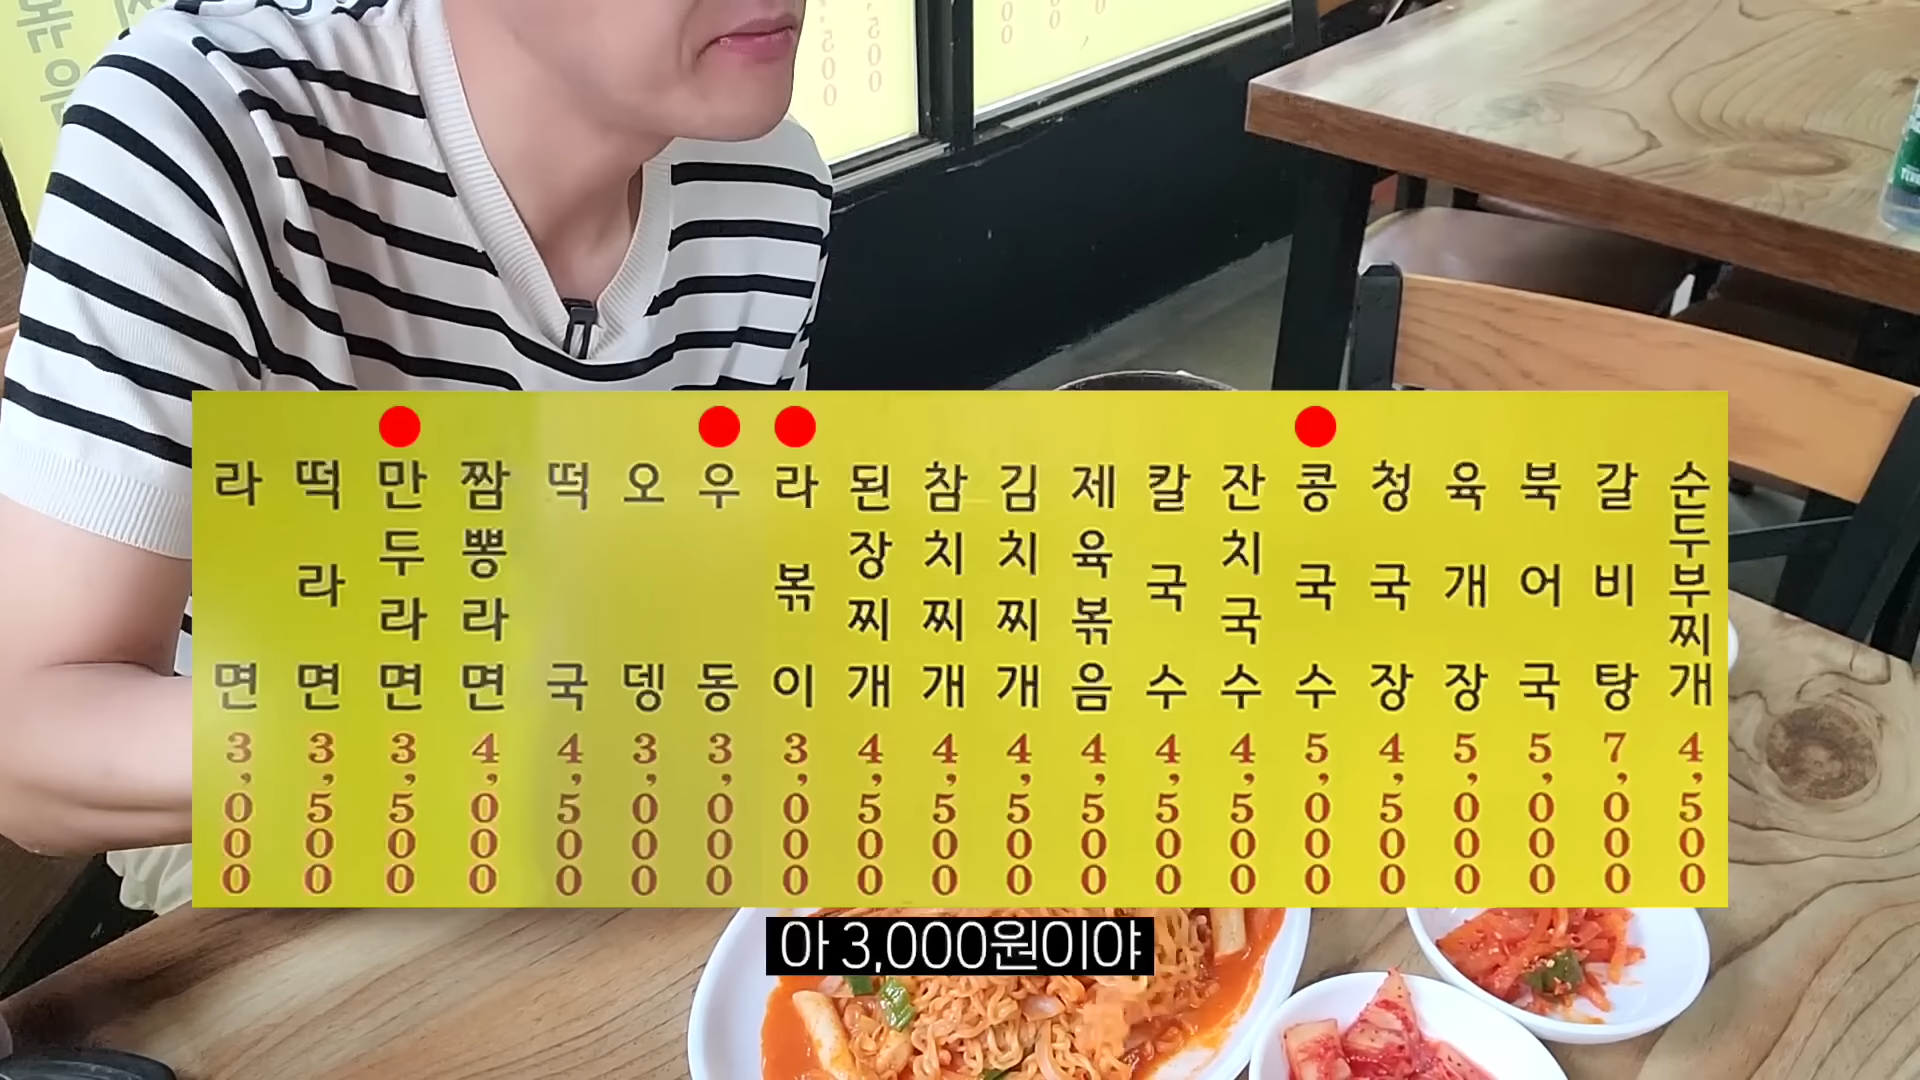 라면 3,000
떡라면 3,500
만두라면 3,500
짬뽕라면 4,000
떡국 4,500
오뎅 3,000
우동 3,000
라볶이 3,000
된장찌개 4,500
참치찌개 4,500
김치찌개 4,500
제육볶음 4,500
칼국수 4,500
잔치국수 4,500
콩국수 5,000
청국장 4,500
육개장 5,000
북어국 5,000
갈비탕 7,000
순두부찌개 4,500
아 3,000원이야